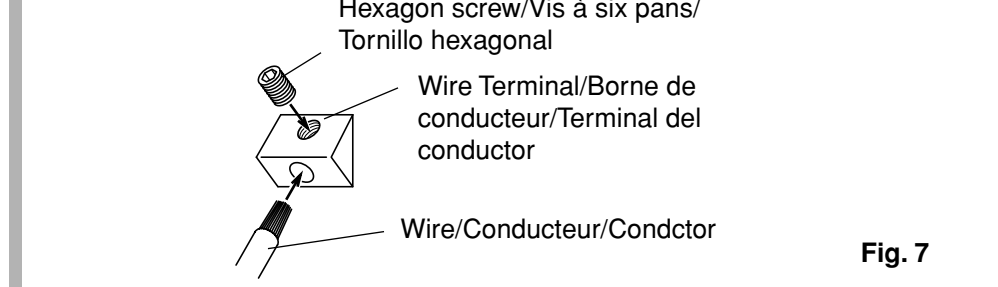 Hexagon screw/Vis à six pans/
Tornillo hexagonal
Wire Terminal/Borne de
conducteur/Terminal del
conductor
Wire/Conducteur/Condctor
Fig. 7